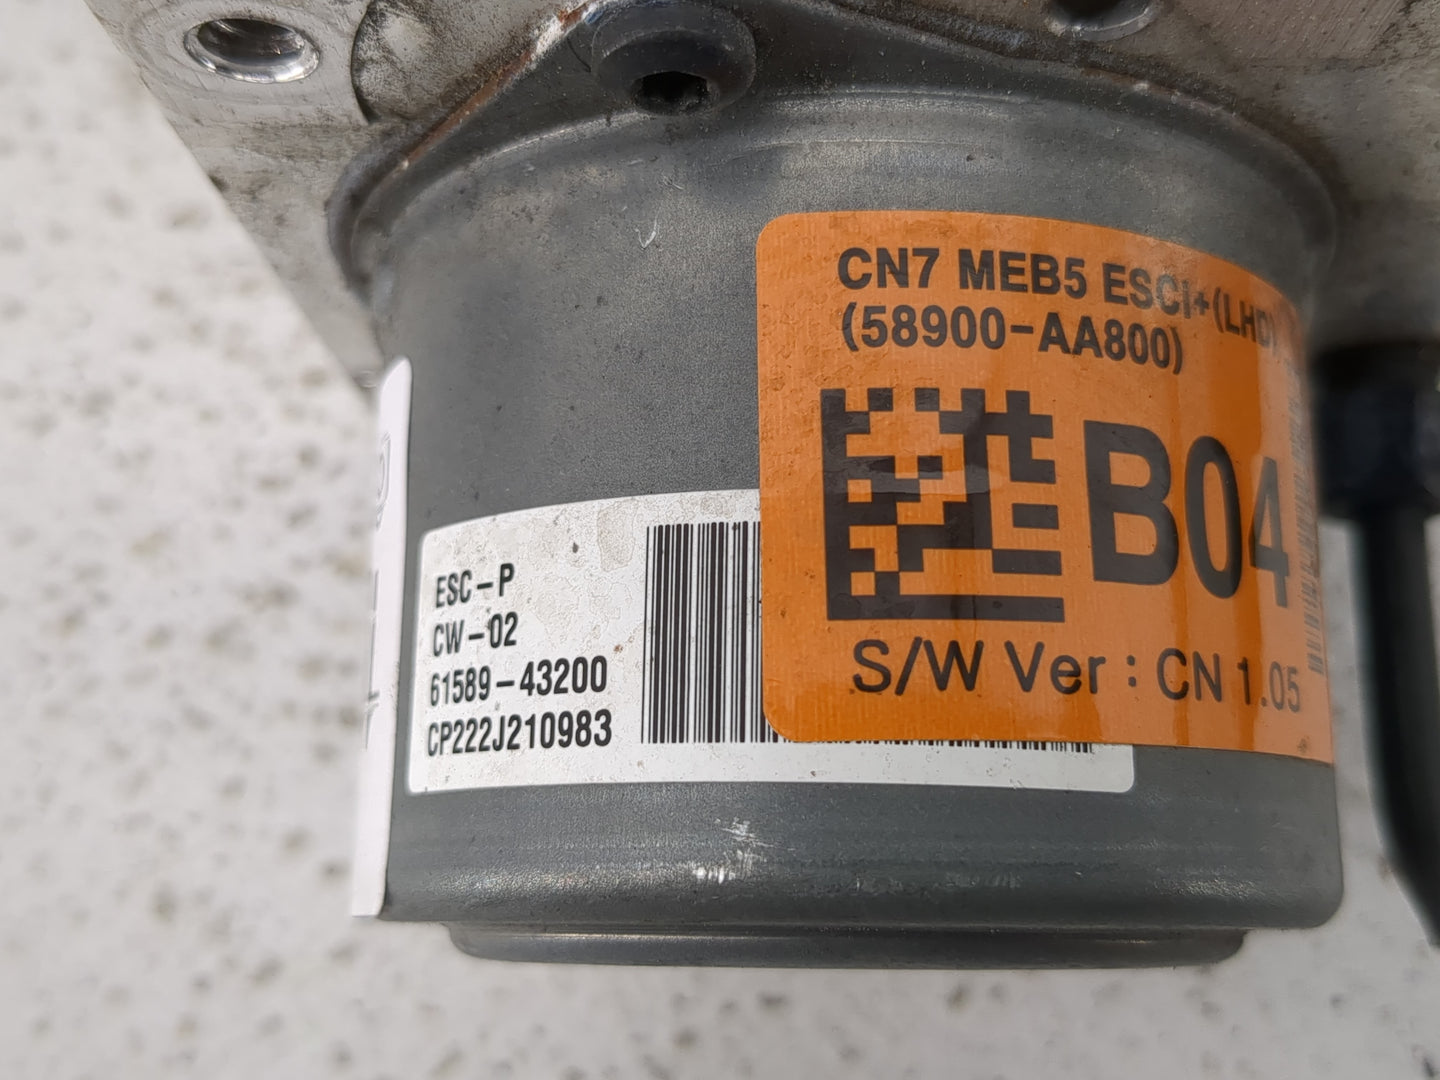 CN7 MEB5 ESCi+(LHD)
(58900-AA800)
B04
S/W Ver : CN 1.05
ESC-P
CW-02
61589-43200
CP222J210983